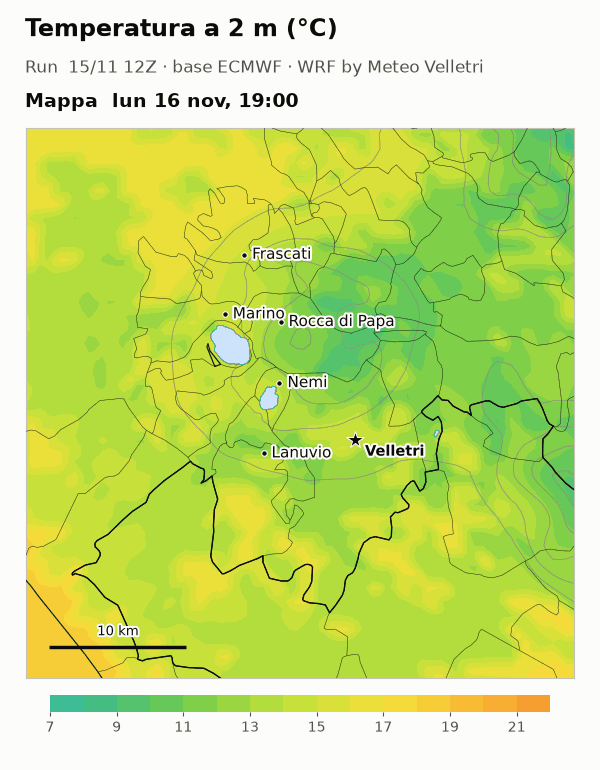 Temperatura a 2 m (°C)
Run  15/11 12Z · base ECMWF · WRF by Meteo Velletri
Mappa  lun 16 nov, 19:00
Frascati
Marino
Rocca di Papa
Nemi
Velletri
Lanuvio
10 km
7 9 11 13 15 17 19 21